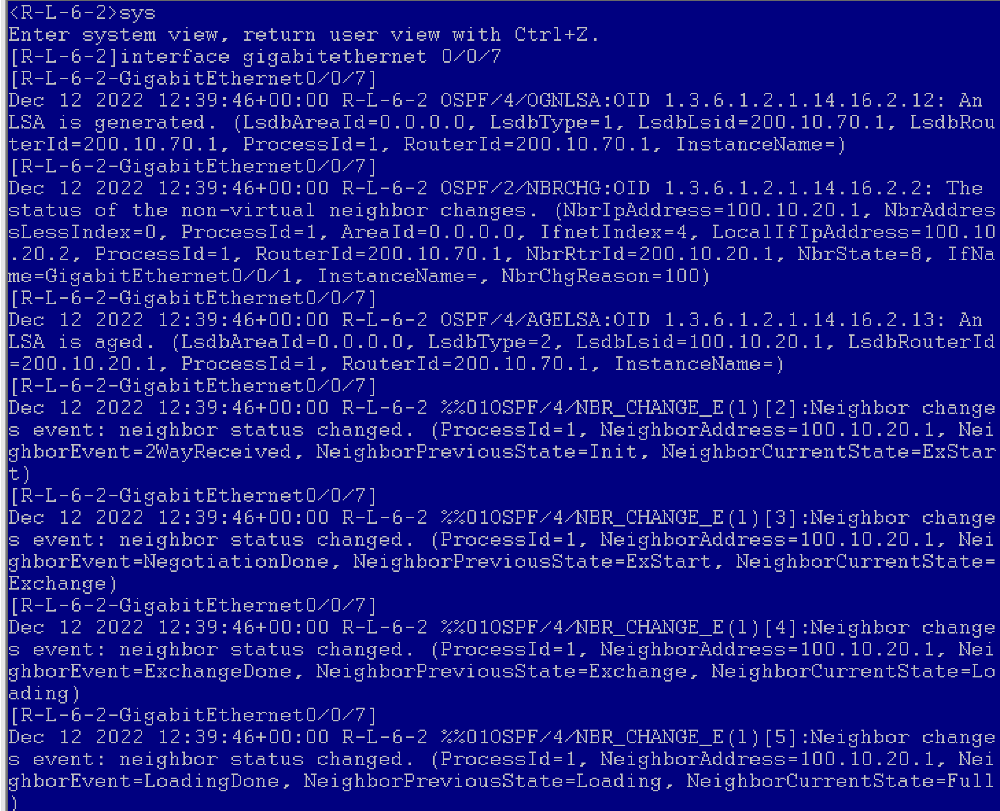 <R-L-6-2>sys
Enter system view, return user view with Ctrl+Z.
[R-L-6-2]interface gigabitethernet 0/0/7
[R-L-6-2-GigabitEthernet0/0/7]
Dec 12 2022 12:39:46+00:00 R-L-6-2 OSPF/4/OGNLSA:OID 1.3.6.1.2.1.14.16.2.12: An
LSA is generated. (LsdbAreaId=0.0.0.0, LsdbType=1, LsdbLsid=200.10.70.1, LsdbRou
terId=200.10.70.1, ProcessId=1, RouterId=200.10.70.1, InstanceName=)
[R-L-6-2-GigabitEthernet0/0/7]
Dec 12 2022 12:39:46+00:00 R-L-6-2 OSPF/2/NBRCHG:OID 1.3.6.1.2.1.14.16.2.2: The
status of the non-virtual neighbor changes. (NbrIpAddress=100.10.20.1, NbrAddres
sLessIndex=0, ProcessId=1, AreaId=0.0.0.0, IfnetIndex=4, LocalIfIpAddress=100.10
.20.2, ProcessId=1, RouterId=200.10.70.1, NbrRtrId=200.10.20.1, NbrState=8, IfNa
me=GigabitEthernet0/0/1, InstanceName=, NbrChgReason=100)
[R-L-6-2-GigabitEthernet0/0/7]
Dec 12 2022 12:39:46+00:00 R-L-6-2 OSPF/4/AGELSA:OID 1.3.6.1.2.1.14.16.2.13: An
LSA is aged. (LsdbAreaId=0.0.0.0, LsdbType=2, LsdbLsid=100.10.20.1, LsdbRouterId
=200.10.20.1, ProcessId=1, RouterId=200.10.70.1, InstanceName=)
[R-L-6-2-GigabitEthernet0/0/7]
Dec 12 2022 12:39:46+00:00 R-L-6-2 %%01OSPF/4/NBR_CHANGE_E(l)[2]:Neighbor change
s event: neighbor status changed. (ProcessId=1, NeighborAddress=100.10.20.1, Nei
ghborEvent=2WayReceived, NeighborPreviousState=Init, NeighborCurrentState=ExStar
t)
[R-L-6-2-GigabitEthernet0/0/7]
Dec 12 2022 12:39:46+00:00 R-L-6-2 %%01OSPF/4/NBR_CHANGE_E(l)[3]:Neighbor change
s event: neighbor status changed. (ProcessId=1, NeighborAddress=100.10.20.1, Nei
ghborEvent=NegotiationDone, NeighborPreviousState=ExStart, NeighborCurrentState=
Exchange)
[R-L-6-2-GigabitEthernet0/0/7]
Dec 12 2022 12:39:46+00:00 R-L-6-2 %%01OSPF/4/NBR_CHANGE_E(l)[4]:Neighbor change
s event: neighbor status changed. (ProcessId=1, NeighborAddress=100.10.20.1, Nei
ghborEvent=ExchangeDone, NeighborPreviousState=Exchange, NeighborCurrentState=Lo
ading)
[R-L-6-2-GigabitEthernet0/0/7]
Dec 12 2022 12:39:46+00:00 R-L-6-2 %%01OSPF/4/NBR_CHANGE_E(l)[5]:Neighbor change
s event: neighbor status changed. (ProcessId=1, NeighborAddress=100.10.20.1, Nei
ghborEvent=LoadingDone, NeighborPreviousState=Loading, NeighborCurrentState=Full
)